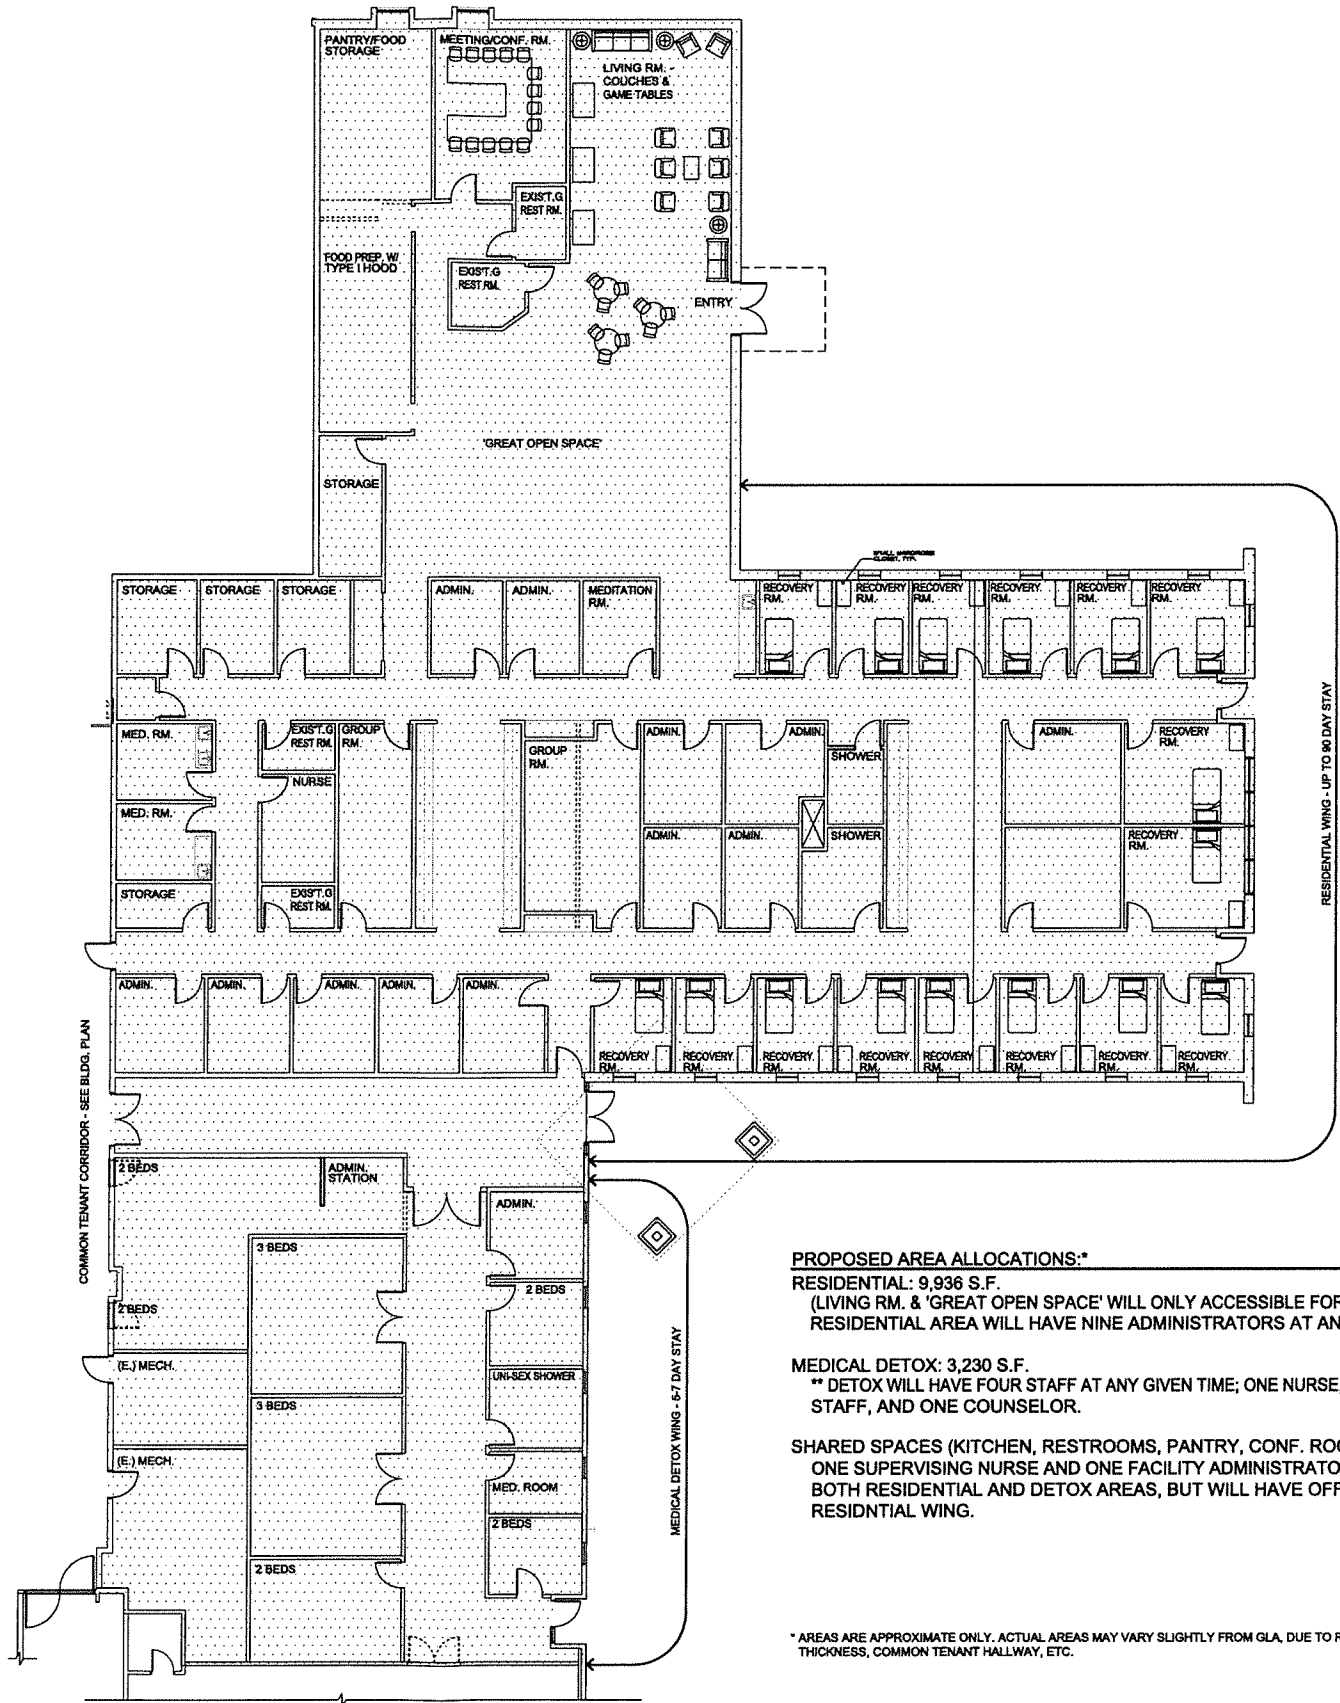 PANTRY/FOOD
STORAGE
MEETING/CONF. RM.
LIVING RM. -
COUCHES &
GAME TABLES
EXIS'T.G
REST RM.
FOOD PREP. W/
TYPE I HOOD
EXIS'T.G
REST RM.
ENTRY
'GREAT OPEN SPACE'
STORAGE
SMALL WARDROBE
CLOSET, TYP.
STORAGE
STORAGE
STORAGE
ADMIN.
ADMIN.
MEDITATION
RM.
RECOVERY
RM.
RECOVERY
RM.
RECOVERY
RM.
RECOVERY
RM.
RECOVERY
RM.
RECOVERY
RM.
MED. RM.
EXIS'T.G
REST RM.
GROUP
RM.
GROUP
RM.
ADMIN.
ADMIN.
SHOWER
ADMIN.
RECOVERY
RM.
NURSE
MED. RM.
ADMIN.
ADMIN.
SHOWER
RECOVERY
RM.
STORAGE
EXIS'T.G
REST RM.
RESIDENTIAL WING - UP TO 90 DAY STAY
ADMIN.
ADMIN.
ADMIN.
ADMIN.
ADMIN.
RECOVERY
RM.
RECOVERY
RM.
RECOVERY
RM.
RECOVERY
RM.
RECOVERY
RM.
RECOVERY
RM.
RECOVERY
RM.
RECOVERY
RM.
COMMON TENANT CORRIDOR - SEE BLDG. PLAN
2 BEDS
ADMIN.
STATION
ADMIN.
3 BEDS
2 BEDS
2 BEDS
(E.) MECH.
UNI-SEX SHOWER
3 BEDS
(E.) MECH.
MED. ROOM
2 BEDS
2 BEDS
MEDICAL DETOX WING - 5-7 DAY STAY
PROPOSED AREA ALLOCATIONS:*
RESIDENTIAL: 9,936 S.F.
(LIVING RM. & 'GREAT OPEN SPACE' WILL ONLY ACCESSIBLE FOR
RESIDENTIAL AREA WILL HAVE NINE ADMINISTRATORS AT AN
MEDICAL DETOX: 3,230 S.F.
** DETOX WILL HAVE FOUR STAFF AT ANY GIVEN TIME; ONE NURSE,
STAFF, AND ONE COUNSELOR.
SHARED SPACES (KITCHEN, RESTROOMS, PANTRY, CONF. ROO
ONE SUPERVISING NURSE AND ONE FACILITY ADMINISTRATO
BOTH RESIDENTIAL AND DETOX AREAS, BUT WILL HAVE OFF
RESIDNTIAL WING.
* AREAS ARE APPROXIMATE ONLY. ACTUAL AREAS MAY VARY SLIGHTLY FROM GLA, DUE TO
THICKNESS, COMMON TENANT HALLWAY, ETC.